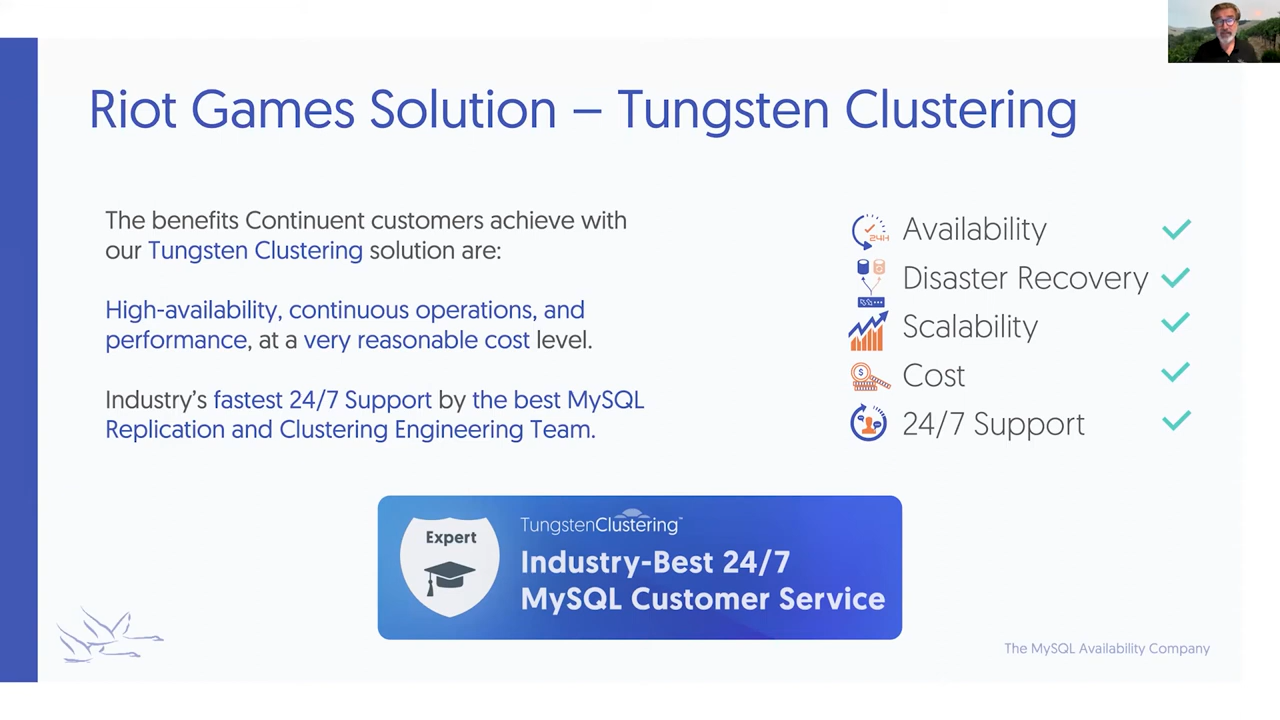 Riot Games Solution – Tungsten Clustering
The benefits Continuent customers achieve with
our Tungsten Clustering solution are:
High-availability, continuous operations, and
performance, at a very reasonable cost level.
Industry's fastest 24/7 Support by the best MySQL
Replication and Clustering Engineering Team.
24H
Availability
Disaster Recovery
Scalability
$
Cost
24/7 Support
Expert
TungstenClustering™
Industry-Best 24/7
MySQL Customer Service
The MySQL Availability Company